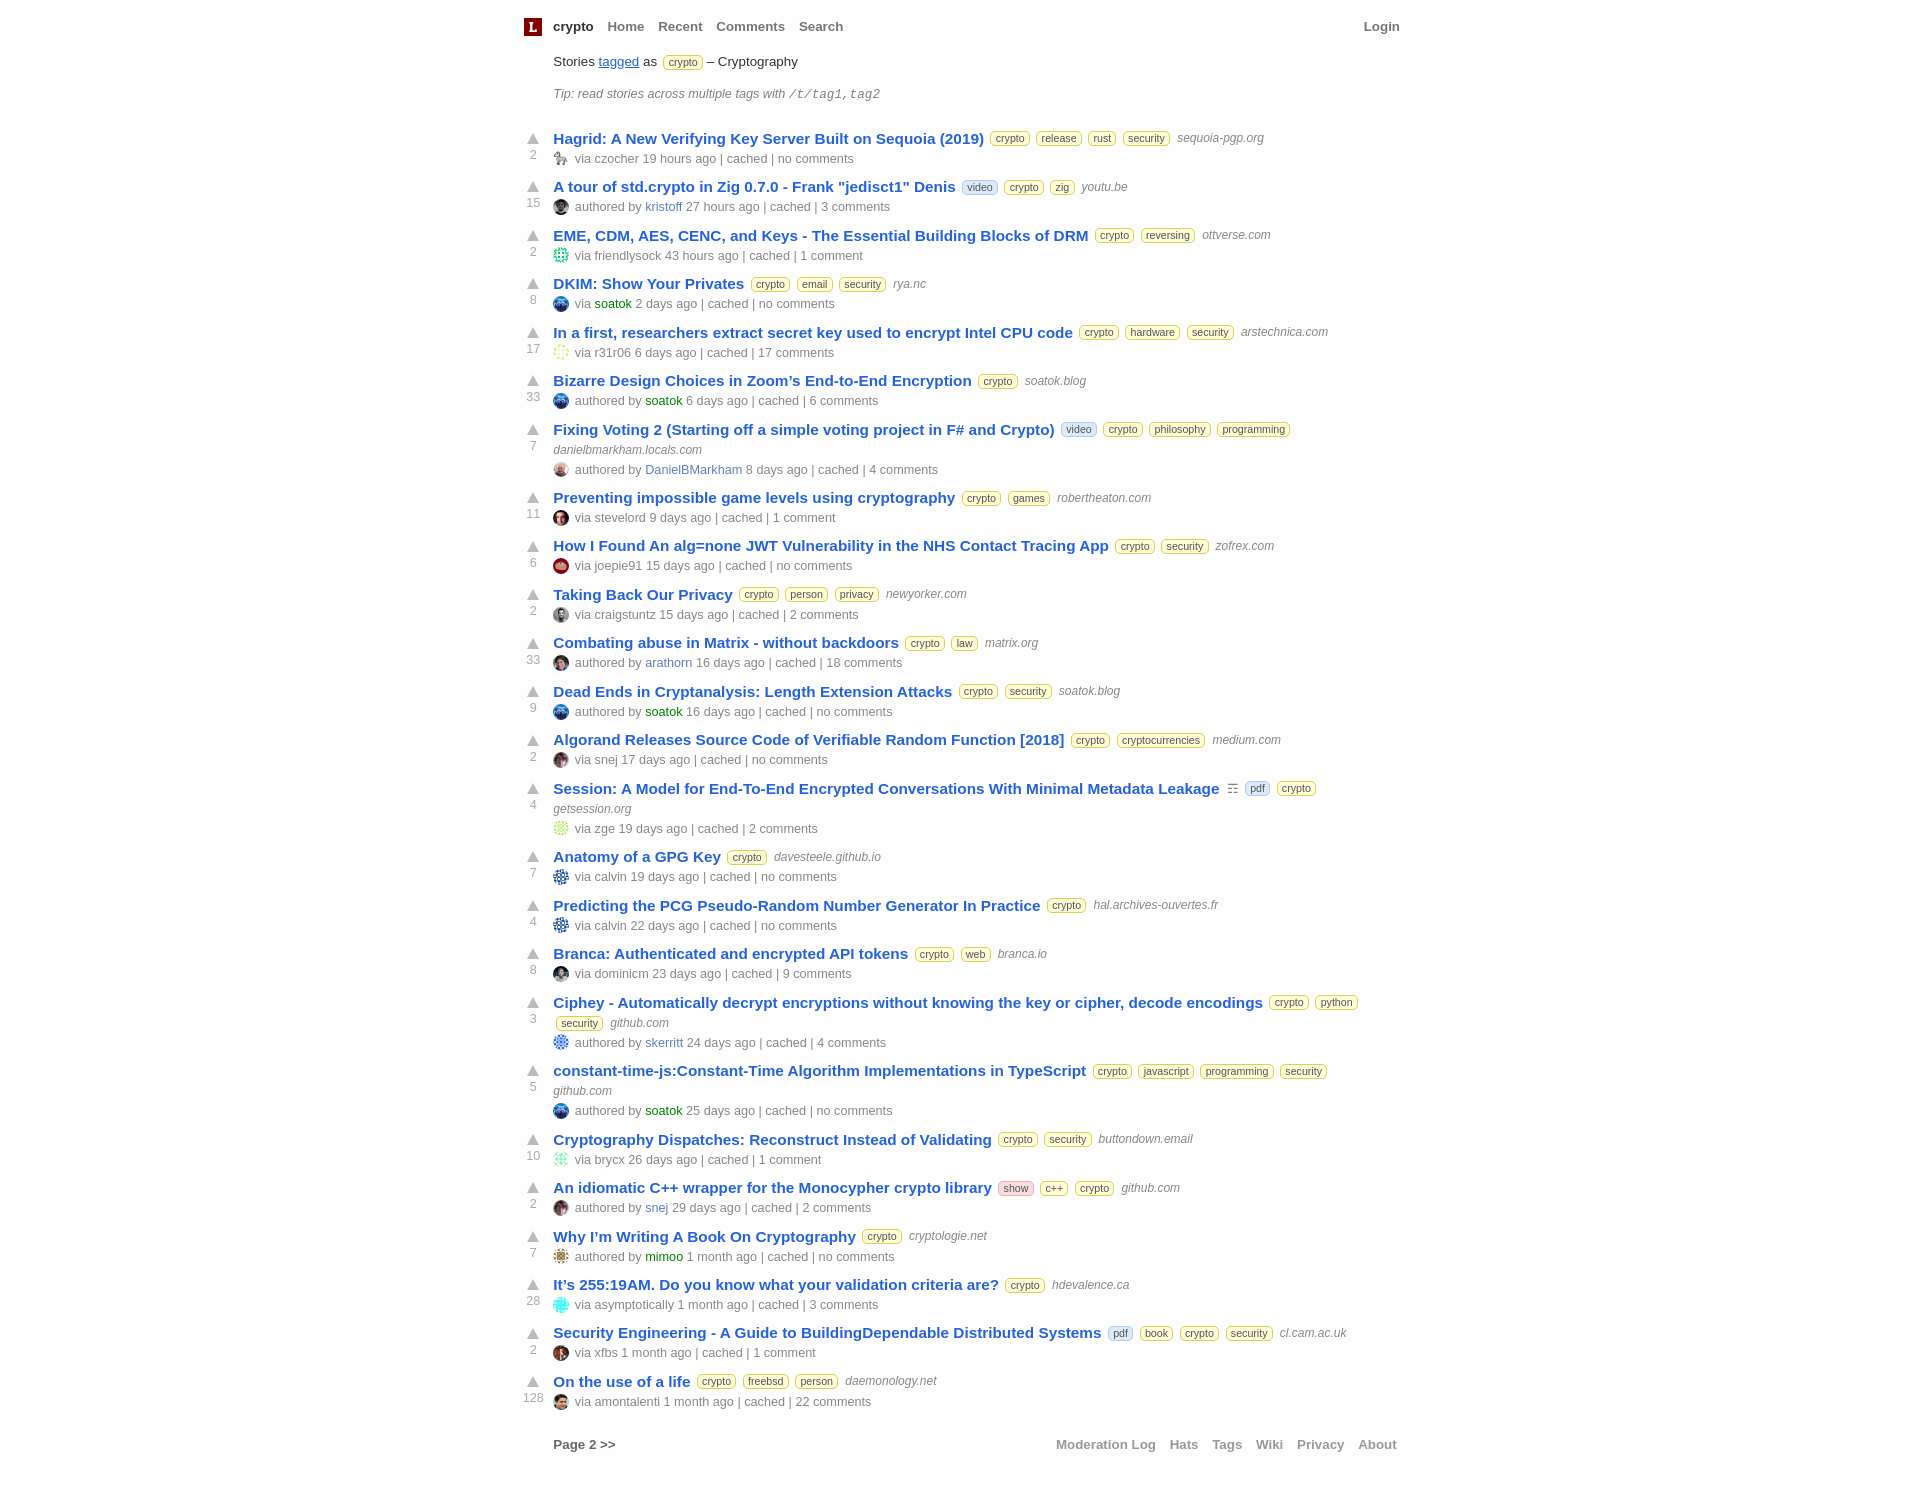 L crypto Home Recent Comments Search Login
Stories tagged as crypto – Cryptography
Tip: read stories across multiple tags with /t/tag1,tag2
Hagrid: A New Verifying Key Server Built on Sequoia (2019) crypto release rust security sequoia-pgp.org
2 via czocher 19 hours ago | cached | no comments
A tour of std.crypto in Zig 0.7.0 - Frank "jedisct1" Denis video crypto zig youtu.be
15 authored by kristoff 27 hours ago | cached | 3 comments
EME, CDM, AES, CENC, and Keys - The Essential Building Blocks of DRM crypto reversing ottverse.com
2 via friendlysock 43 hours ago | cached | 1 comment
DKIM: Show Your Privates crypto email security rya.nc
8 via soatok 2 days ago | cached | no comments
In a first, researchers extract secret key used to encrypt Intel CPU code crypto hardware security arstechnica.com
17 via r31r06 6 days ago | cached | 17 comments
Bizarre Design Choices in Zoom’s End-to-End Encryption crypto soatok.blog
33 authored by soatok 6 days ago | cached | 6 comments
Fixing Voting 2 (Starting off a simple voting project in F# and Crypto) video crypto philosophy programming
7 danielbmarkham.locals.com
authored by DanielBMarkham 8 days ago | cached | 4 comments
Preventing impossible game levels using cryptography crypto games robertheaton.com
11 via stevelord 9 days ago | cached | 1 comment
How I Found An alg=none JWT Vulnerability in the NHS Contact Tracing App crypto security zofrex.com
6 via joepie91 15 days ago | cached | no comments
Taking Back Our Privacy crypto person privacy newyorker.com
2 via craigstuntz 15 days ago | cached | 2 comments
Combating abuse in Matrix - without backdoors crypto law matrix.org
33 authored by arathorn 16 days ago | cached | 18 comments
Dead Ends in Cryptanalysis: Length Extension Attacks crypto security soatok.blog
9 authored by soatok 16 days ago | cached | no comments
Algorand Releases Source Code of Verifiable Random Function [2018] crypto cryptocurrencies medium.com
2 via snej 17 days ago | cached | no comments
Session: A Model for End-To-End Encrypted Conversations With Minimal Metadata Leakage ☶ pdf crypto
4 getsession.org
via zge 19 days ago | cached | 2 comments
Anatomy of a GPG Key crypto davesteele.github.io
7 via calvin 19 days ago | cached | no comments
Predicting the PCG Pseudo-Random Number Generator In Practice crypto hal.archives-ouvertes.fr
4 via calvin 22 days ago | cached | no comments
Branca: Authenticated and encrypted API tokens crypto web branca.io
8 via dominicm 23 days ago | cached | 9 comments
Ciphey - Automatically decrypt encryptions without knowing the key or cipher, decode encodings crypto python
3 security github.com
authored by skerritt 24 days ago | cached | 4 comments
constant-time-js:Constant-Time Algorithm Implementations in TypeScript crypto javascript programming security
5 github.com
authored by soatok 25 days ago | cached | no comments
Cryptography Dispatches: Reconstruct Instead of Validating crypto security buttondown.email
10 via brycx 26 days ago | cached | 1 comment
An idiomatic C++ wrapper for the Monocypher crypto library show c++ crypto github.com
2 authored by snej 29 days ago | cached | 2 comments
Why I’m Writing A Book On Cryptography crypto cryptologie.net
7 authored by mimoo 1 month ago | cached | no comments
It’s 255:19AM. Do you know what your validation criteria are? crypto hdevalence.ca
28 via asymptotically 1 month ago | cached | 3 comments
Security Engineering - A Guide to BuildingDependable Distributed Systems pdf book crypto security cl.cam.ac.uk
2 via xfbs 1 month ago | cached | 1 comment
On the use of a life crypto freebsd person daemonology.net
128 via amontalenti 1 month ago | cached | 22 comments
Page 2 >> Moderation Log Hats Tags Wiki Privacy About